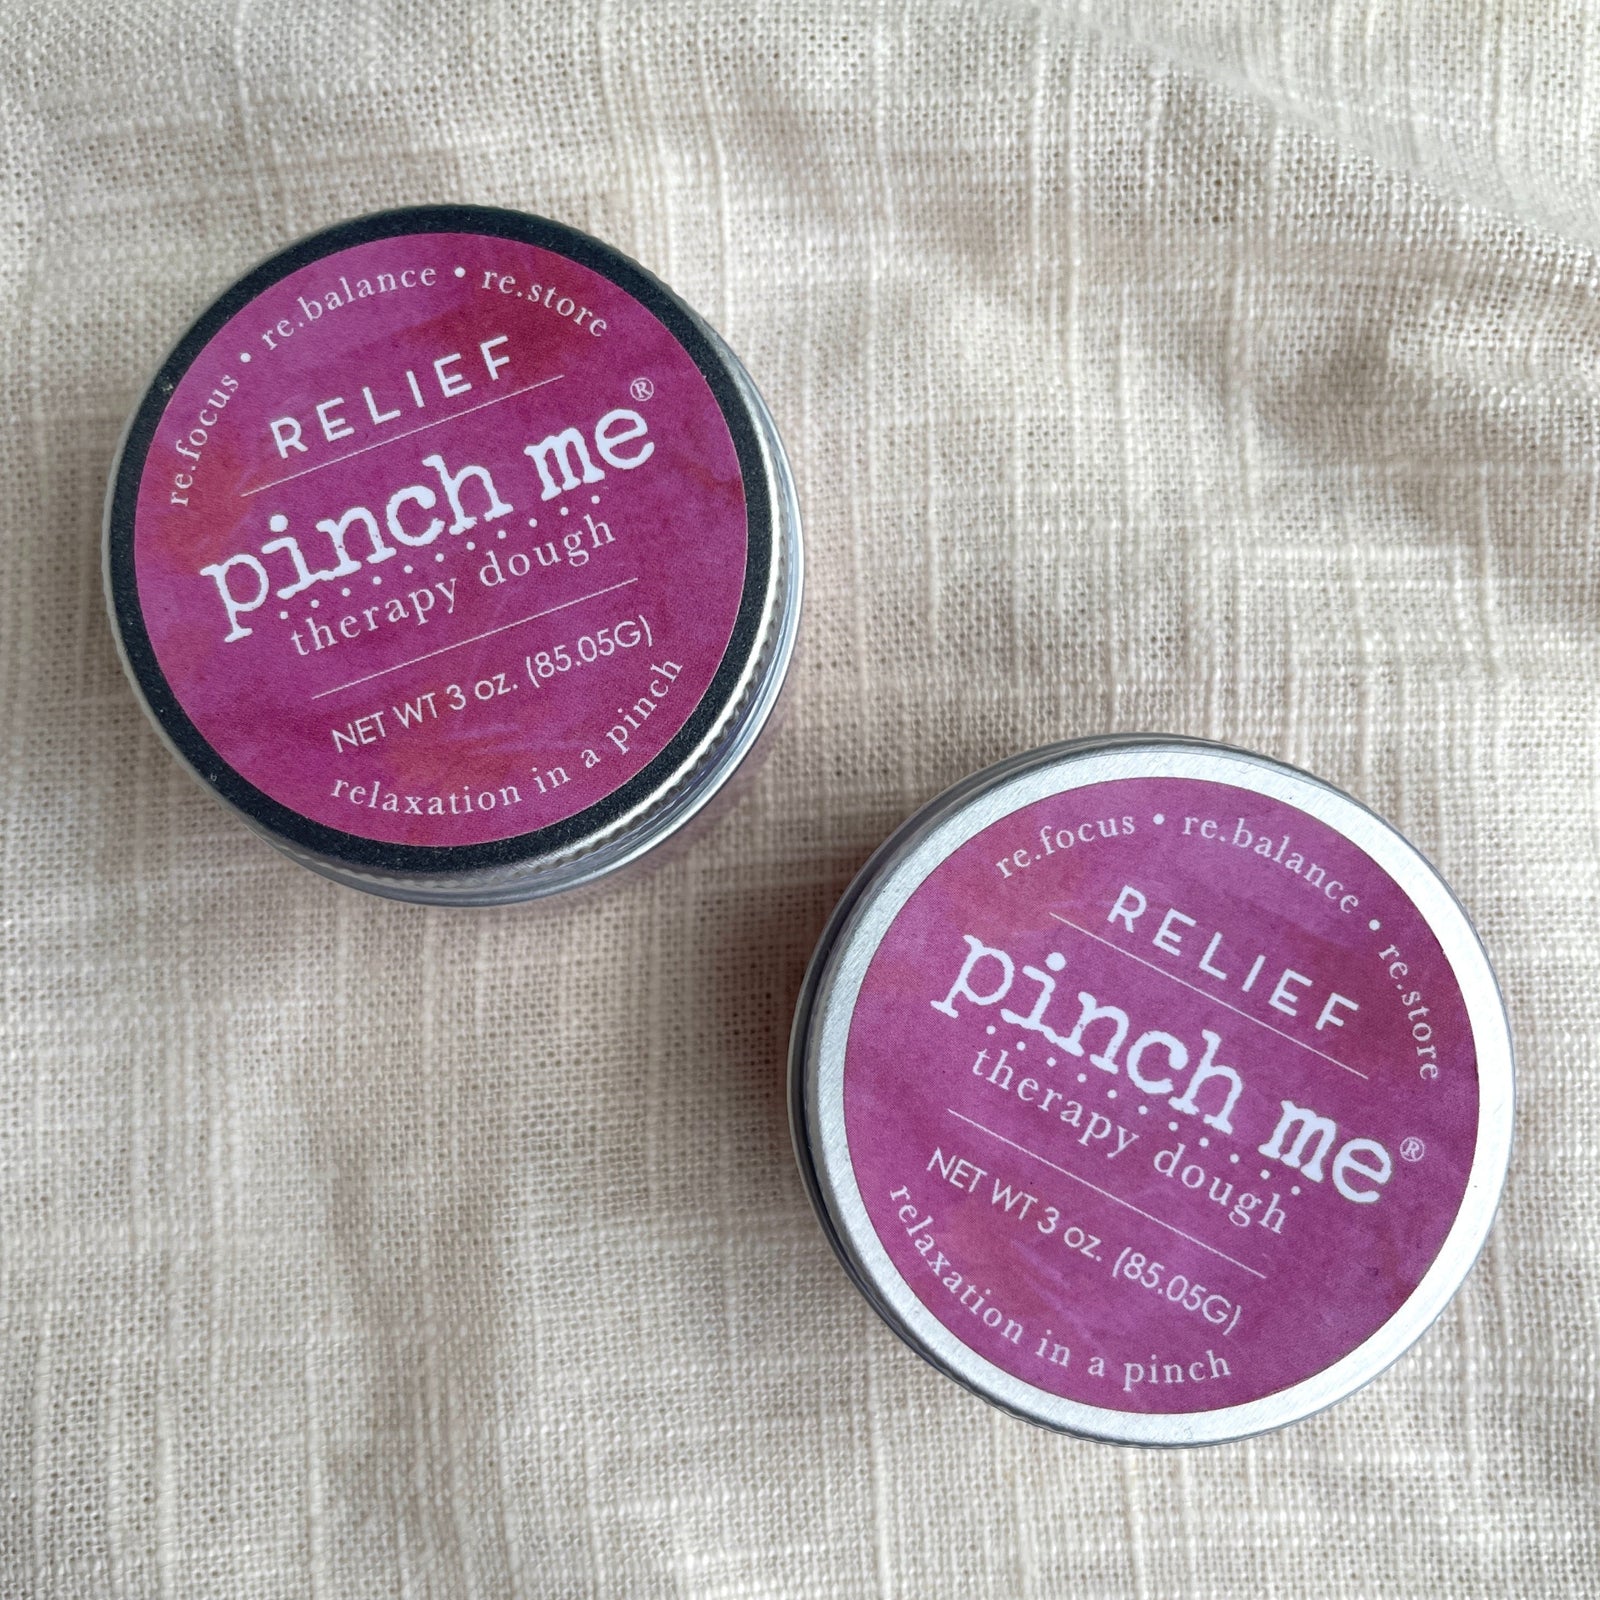 re.focus • re.balance • re.store
RELIEF
pinch me®
therapy dough
NET WT 3 oz. (85.05G)
relaxation in a pinch
re.focus • re.balance • re.store
RELIEF
pinch me®
therapy dough
NET WT 3 oz. (85.05G)
relaxation in a pinch